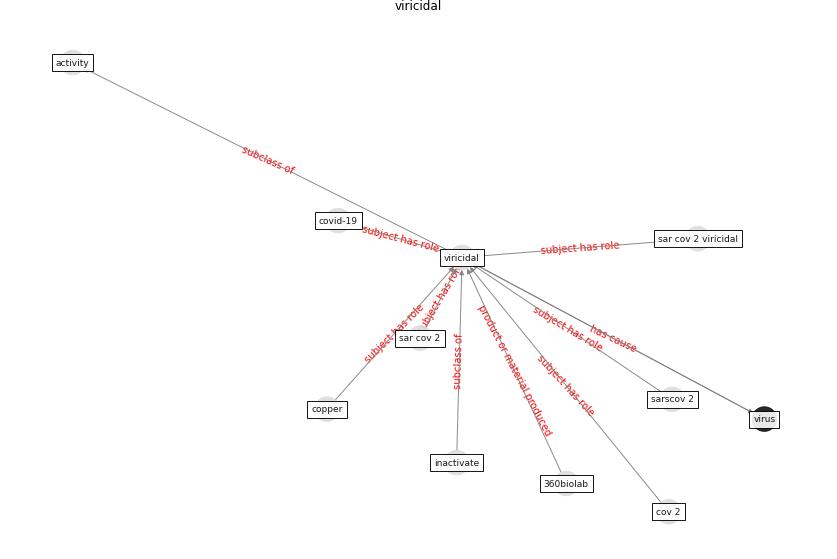 viricidal
activity
subclass of
covid-19
subject has role
sar cov 2 viricidal
subject has role
viricidal
subject has role
sar cov 2
subject has role
subject has role
has cause
copper
subclass of
product or material produced
subject has role
sarscov 2
virus
inactivate
360biolab
cov 2